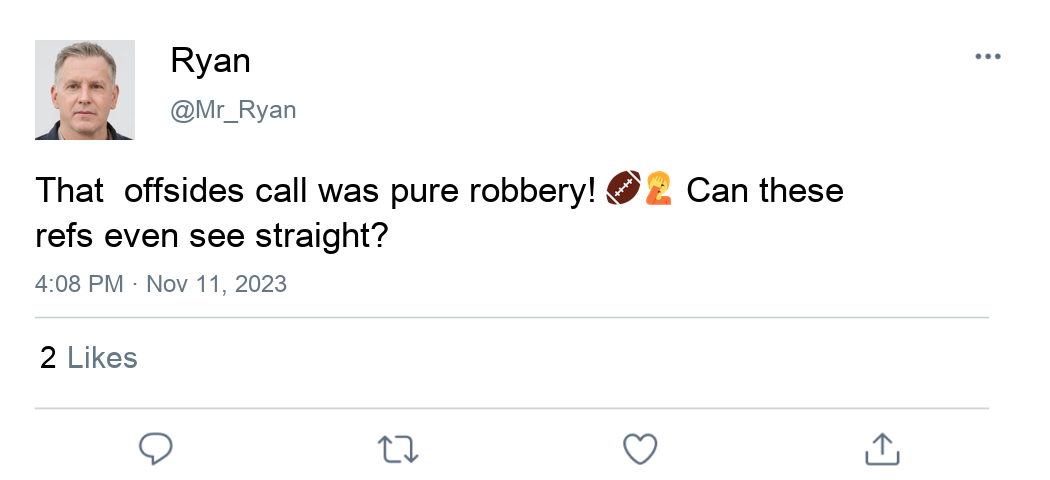 Ryan
@Mr_Ryan
That  offsides call was pure robbery! 🏈🤦 Can these
refs even see straight?
4:08 PM · Nov 11, 2023
2 Likes